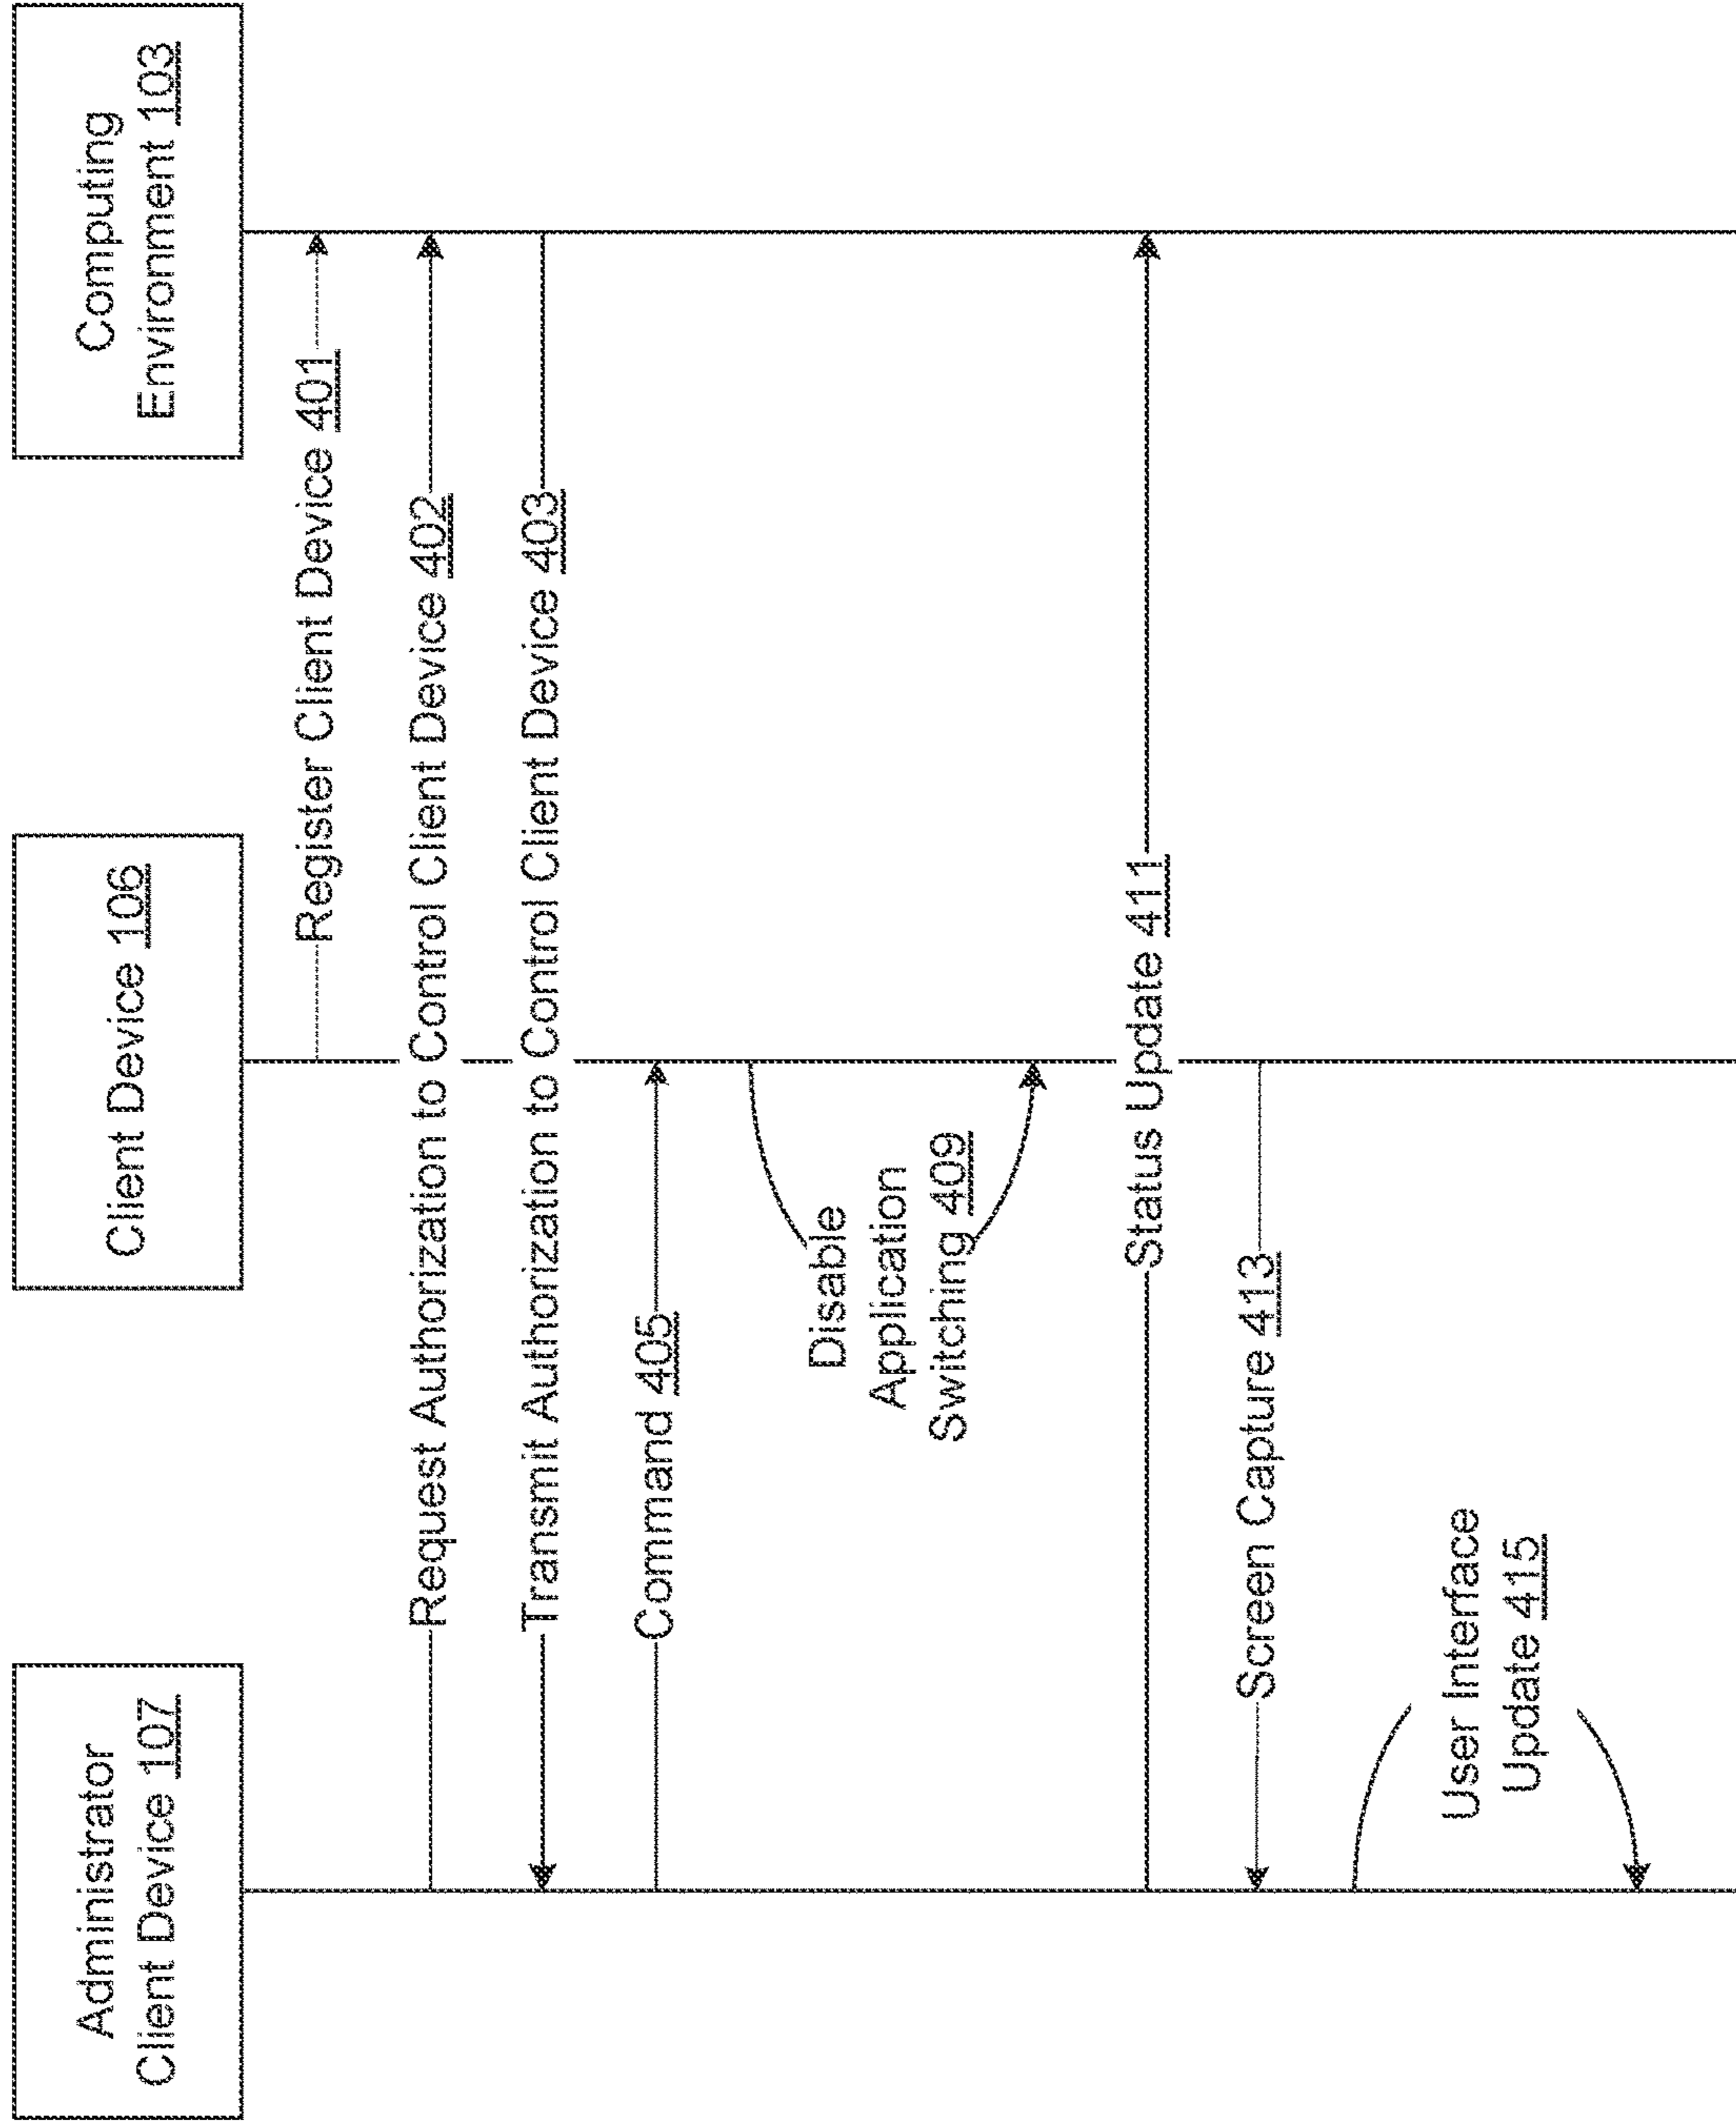 Administrator
Client Device 107
Client Device 106
Computing
Environment 103
Register Client Device 401
Request Authorization to Control Client Device 402
Transmit Authorization to Control Client Device 403
Command 405
Disable
Application
Switching 409
Status Update 411
Screen Capture 413
User Interface
Update 415